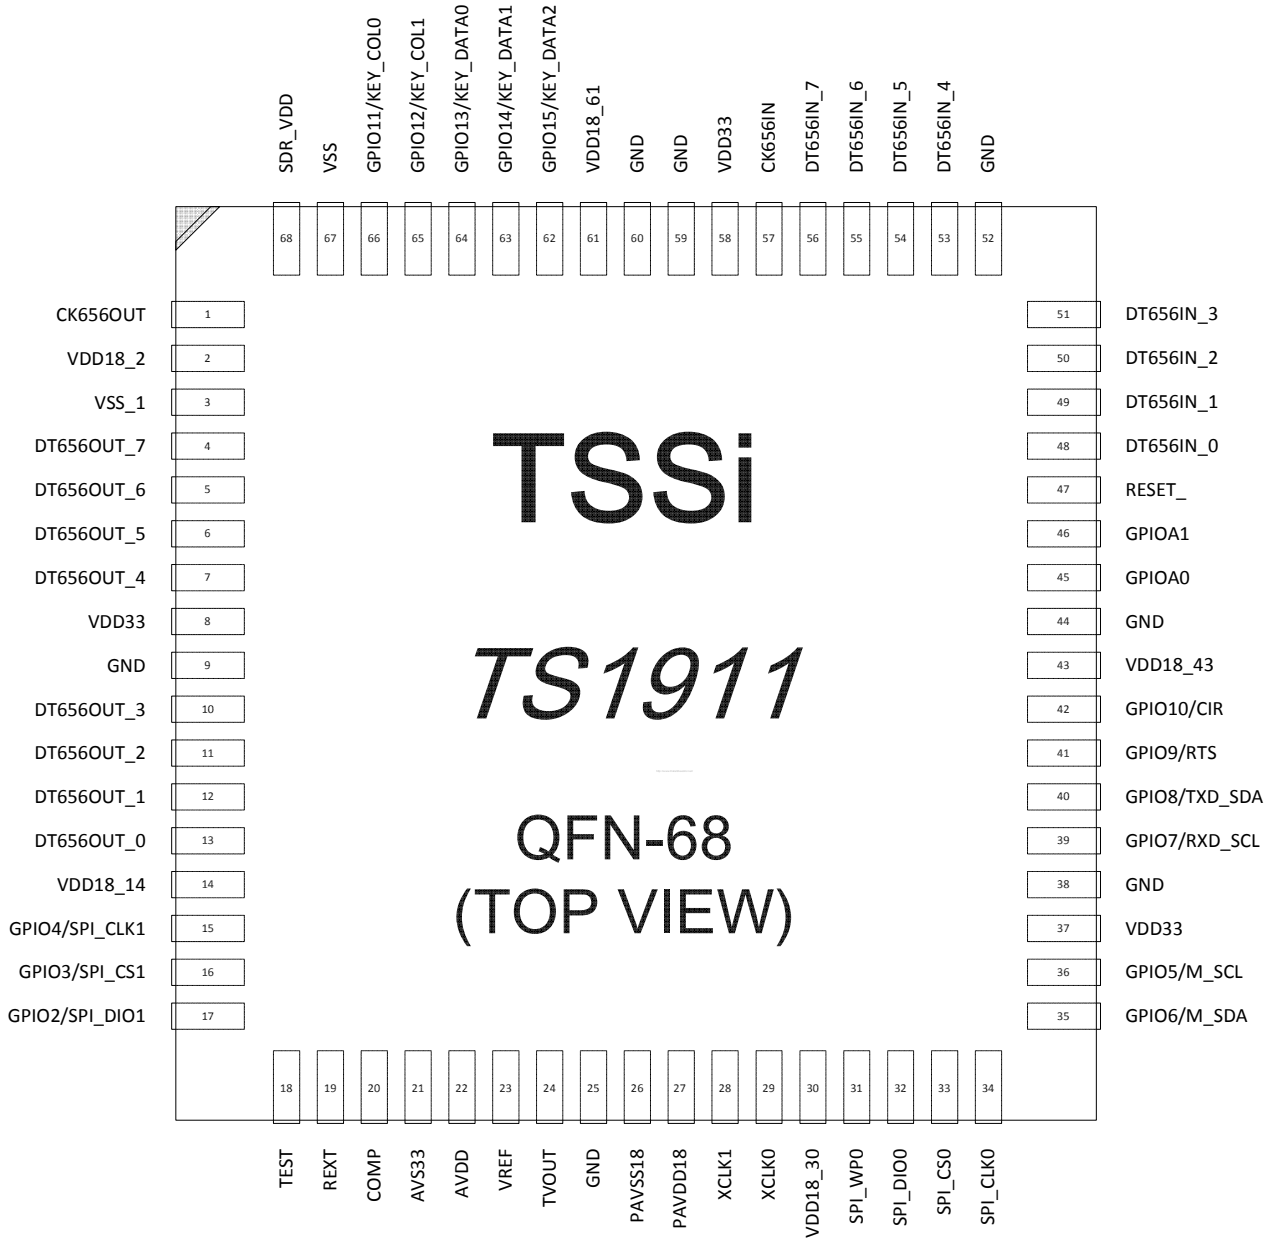 SDR_VDD
VSS
GPIO11/KEY_COL0
GPIO12/KEY_COL1
GPIO13/KEY_DATA0
GPIO14/KEY_DATA1
GPIO15/KEY_DATA2
VDD18_61
GND
GND
VDD33
CK656IN
DT656IN_7
DT656IN_6
DT656IN_5
DT656IN_4
GND
68 67 66 65 64 63 62 61 60 59 58 57 56 55 54 53 52
CK656OUT 1
VDD18_2 2
VSS_1 3
DT656OUT_7 4
DT656OUT_6 5
DT656OUT_5 6
DT656OUT_4 7
VDD33 8
GND 9
DT656OUT_3 10
DT656OUT_2 11
DT656OUT_1 12
DT656OUT_0 13
VDD18_14 14
GPIO4/SPI_CLK1 15
GPIO3/SPI_CS1 16
GPIO2/SPI_DIO1 17
TSSi
TS1911
QFN-68
(TOP VIEW)
51 DT656IN_3
50 DT656IN_2
49 DT656IN_1
48 DT656IN_0
47 RESET_
46 GPIOA1
45 GPIOA0
44 GND
43 VDD18_43
42 GPIO10/CIR
41 GPIO9/RTS
40 GPIO8/TXD_SDA
39 GPIO7/RXD_SCL
38 GND
37 VDD33
36 GPIO5/M_SCL
35 GPIO6/M_SDA
18 19 20 21 22 23 24 25 26 27 28 29 30 31 32 33 34
TEST
REXT
COMP
AVS33
AVDD
VREF
TVOUT
GND
PAVSS18
PAVDD18
XCLK1
XCLK0
VDD18_30
SPI_WP0
SPI_DIO0
SPI_CS0
SPI_CLK0